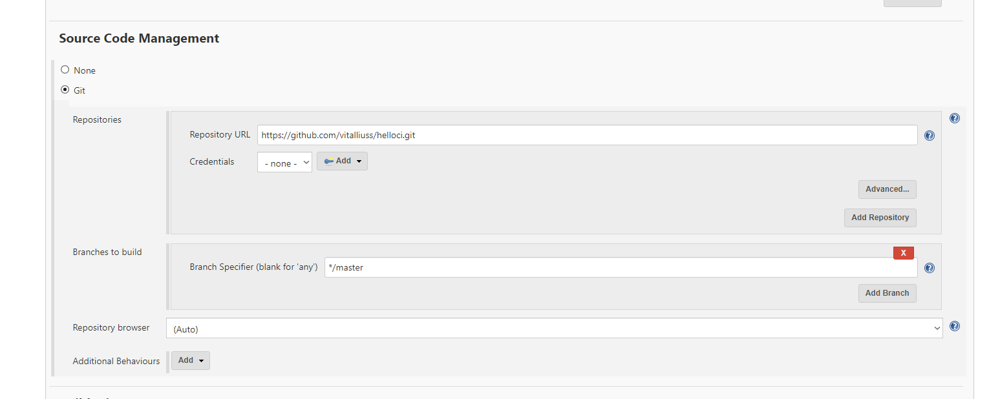 Source Code Management
None
Git
Repositories
Repository URL https://github.com/vitalliuss/helloci.git
Credentials - none - Add
Advanced...
Add Repository
Branches to build
X
Branch Specifier (blank for 'any') */master
Add Branch
Repository browser (Auto)
Additional Behaviours Add